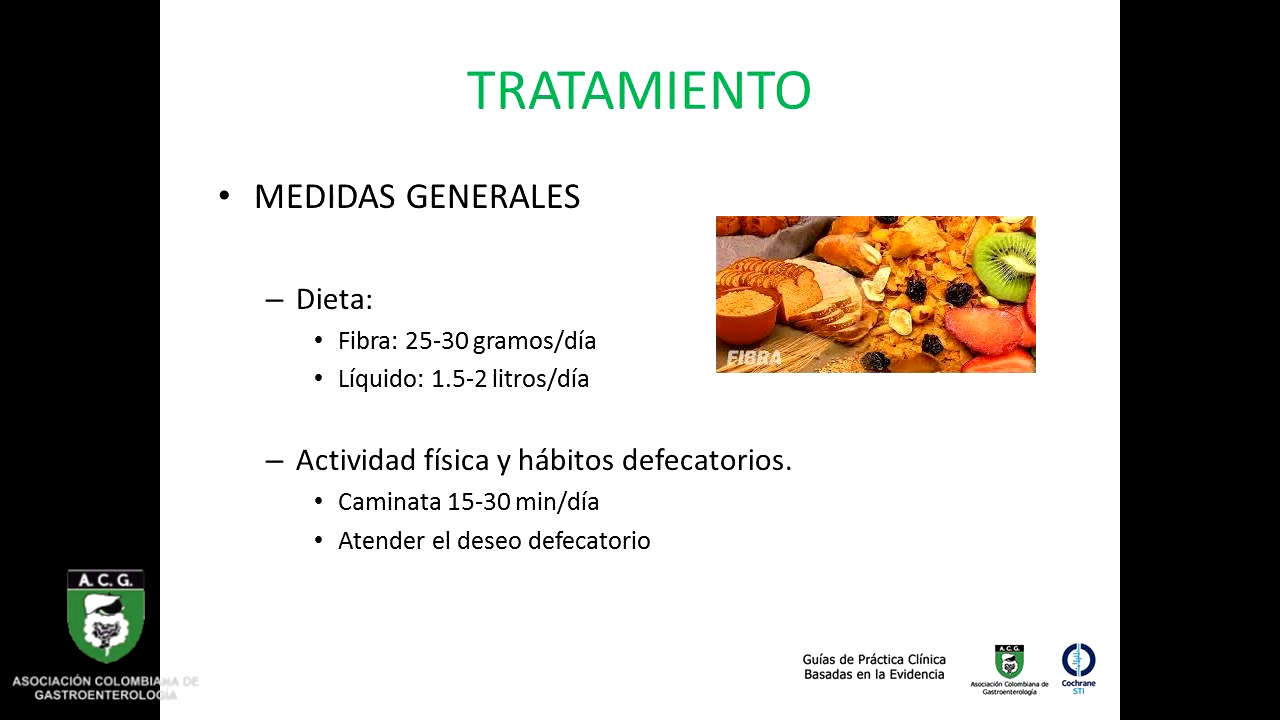 TRATAMIENTO
• MEDIDAS GENERALES
– Dieta:
• Fibra: 25-30 gramos/día
• Líquido: 1.5-2 litros/día
FIBRA
– Actividad física y hábitos defecatorios.
• Caminata 15-30 min/día
• Atender el deseo defecatorio
A. C. G.
ASOCIACIÓN COLOMBIANA DE
GASTROENTEROLOGÍA
Guías de Práctica Clínica
Basadas en la Evidencia
A. C. G.
Asociación Colombiana de
Gastroenterología
Cochrane
STI